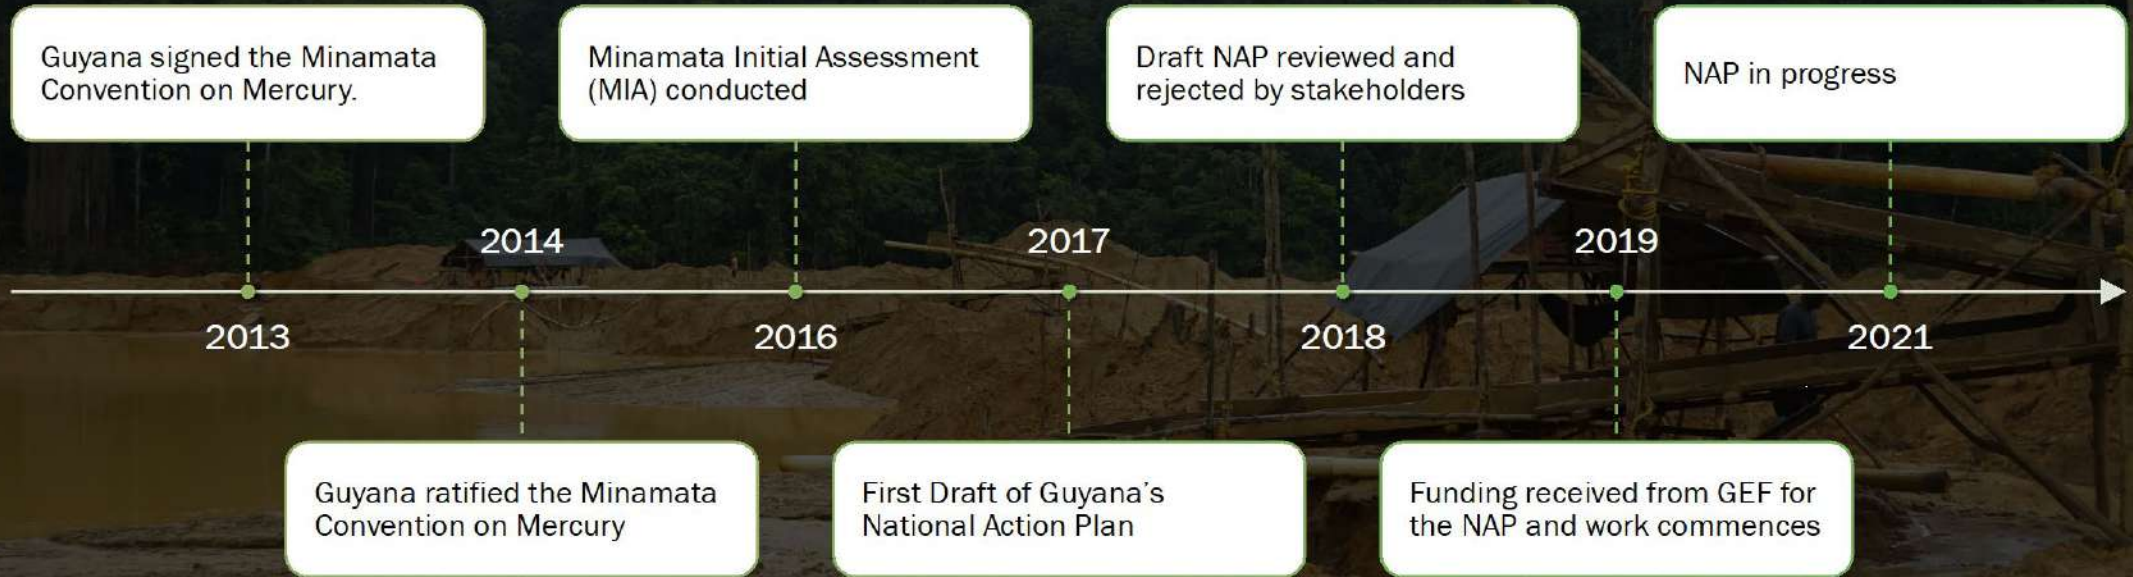 Guyana signed the Minamata
Convention on Mercury.
2013
2014
Guyana ratified the Minamata
Convention on Mercury
Minamata Initial Assessment
(MIA) conducted
2016
2017
First Draft of Guyana's
National Action Plan
Draft NAP reviewed and
rejected by stakeholders
2018
2019
Funding received from GEF for
the NAP and work commences
NAP in progress
2021